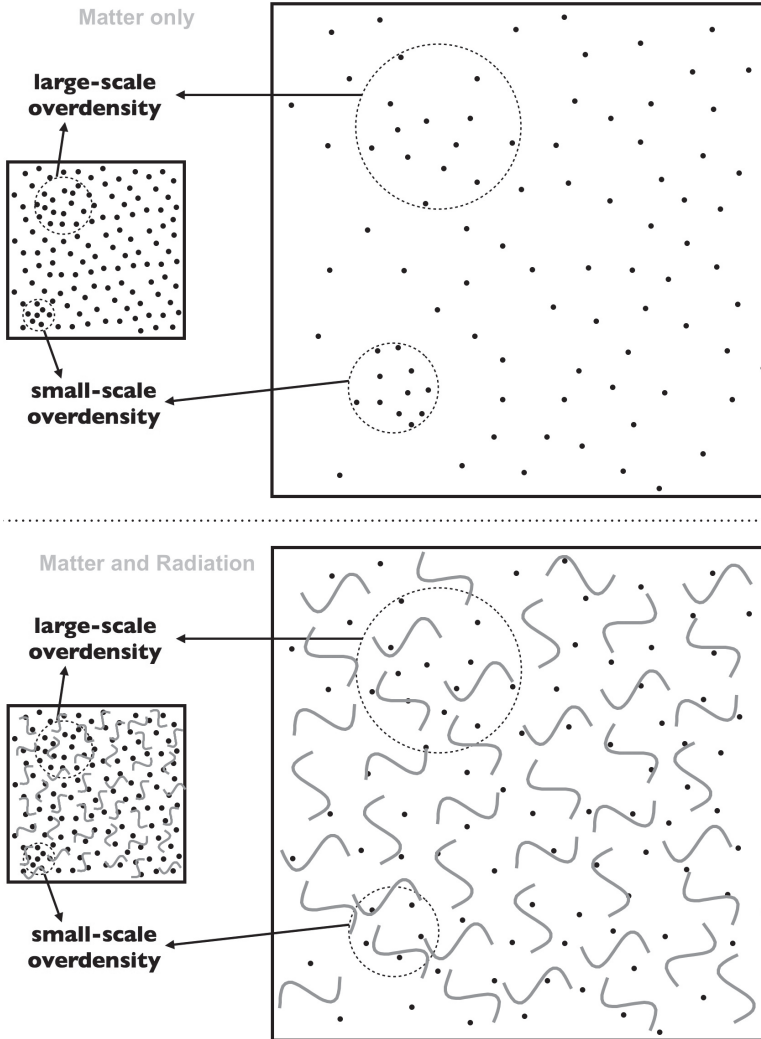 Matter only
large-scale
overdensity
small-scale
overdensity
Matter and Radiation
large-scale
overdensity
small-scale
overdensity